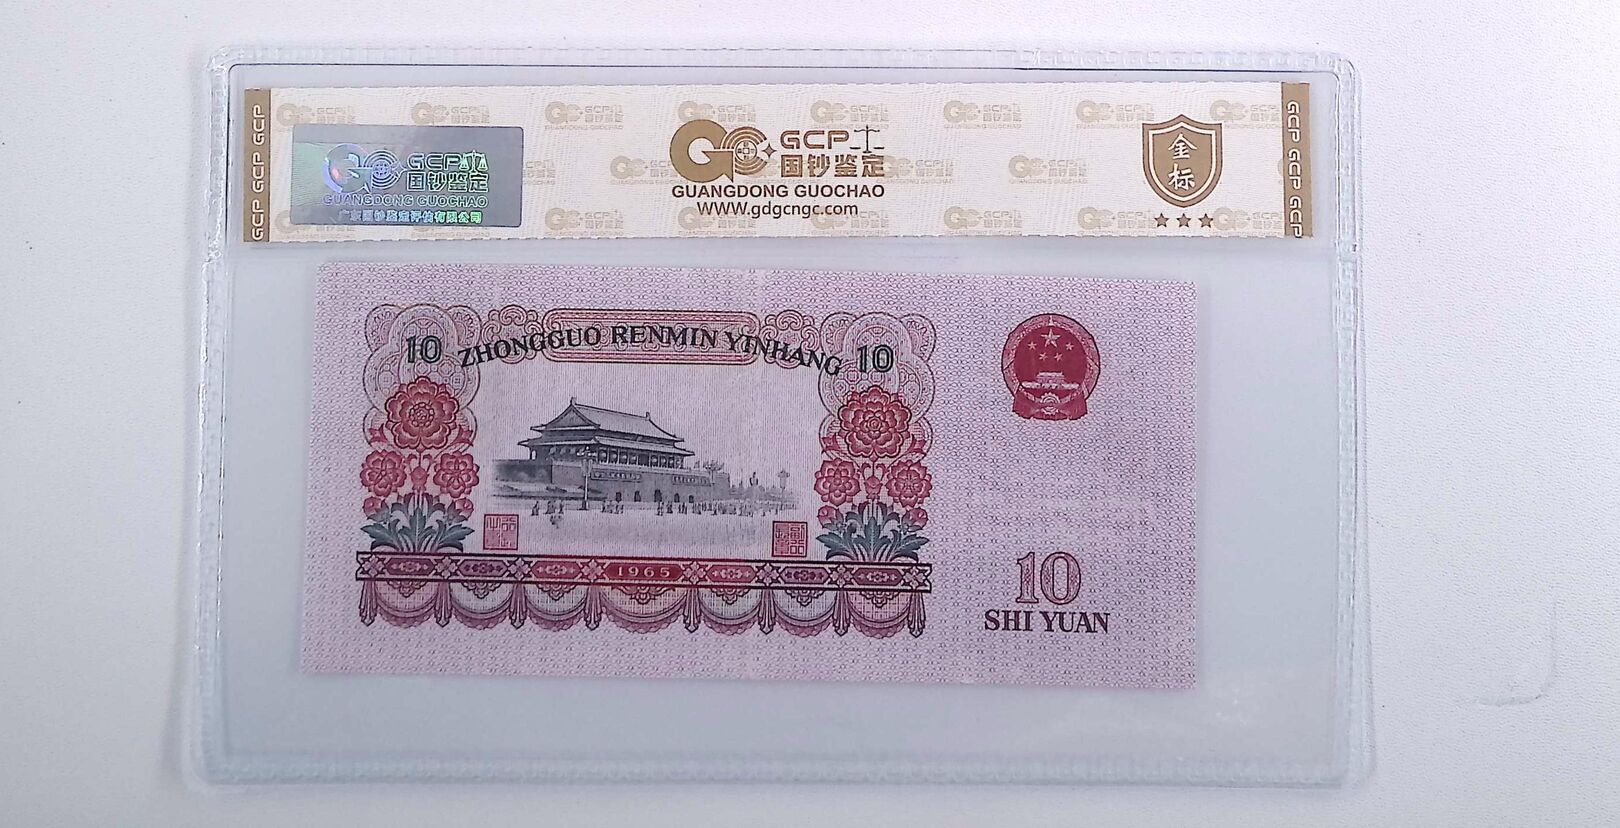 GCP GCP GCP
GCP
国钞鉴定
GUANGDONG GUOCHAO
广东国钞鉴定评估有限公司
GCP
国钞鉴定
GUANGDONG GUOCHAO
WWW.gdgcngc.com
金标
GCP GCP GCP
10 ZHONGGUO RENMIN YINHANG 10
1965
10
SHI YUAN